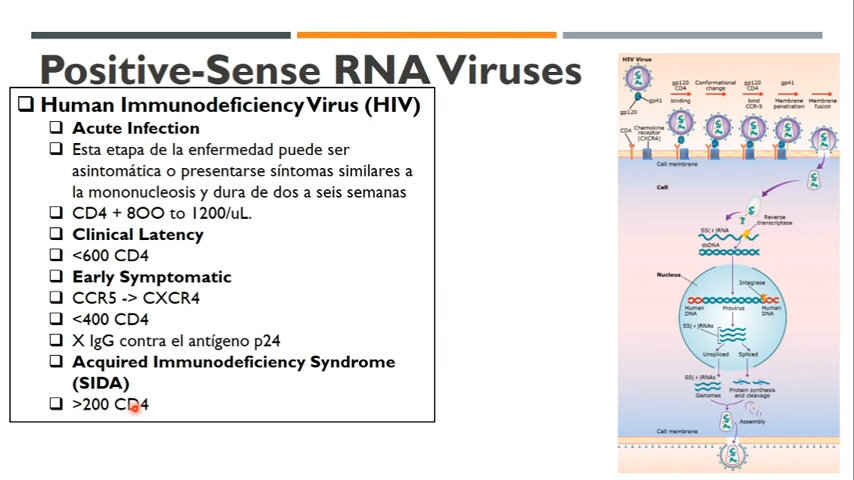 Positive-Sense RNA Viruses
❑ Human Immunodeficiency Virus (HIV)
❑ Acute Infection
❑ Esta etapa de la enfermedad puede ser
asintomática o presentarse síntomas similares a
la mononucleosis y dura de dos a seis semanas
❑ CD4 + 8OO to 1200/uL.
❑ Clinical Latency
❑ <600 CD4
❑ Early Symptomatic
❑ CCR5 -> CXCR4
❑ <400 CD4
❑ X IgG contra el antígeno p24
❑ Acquired Immunodeficiency Syndrome
(SIDA)
❑ >200 CD4
HIV Virus
gp120
CD4
binding
Conformational
change
gp120
CD4
bind
CCR-5
gp41
Membrane
penetration
Membrane
fusion
gp41
gp120
CD4
Chemokine
receptor
(CXCR4)
Cell membrane
Cell
Reverse
transcriptase
SS(+)RNA
dsDNA
Nucleus
Integrase
Human
DNA
Provirus
Human
DNA
SS(+)RNAs
Unspliced
Spliced
SS(+)RNAs
Genomes
Protein synthesis
and cleavage
Assembly
Cell membrane